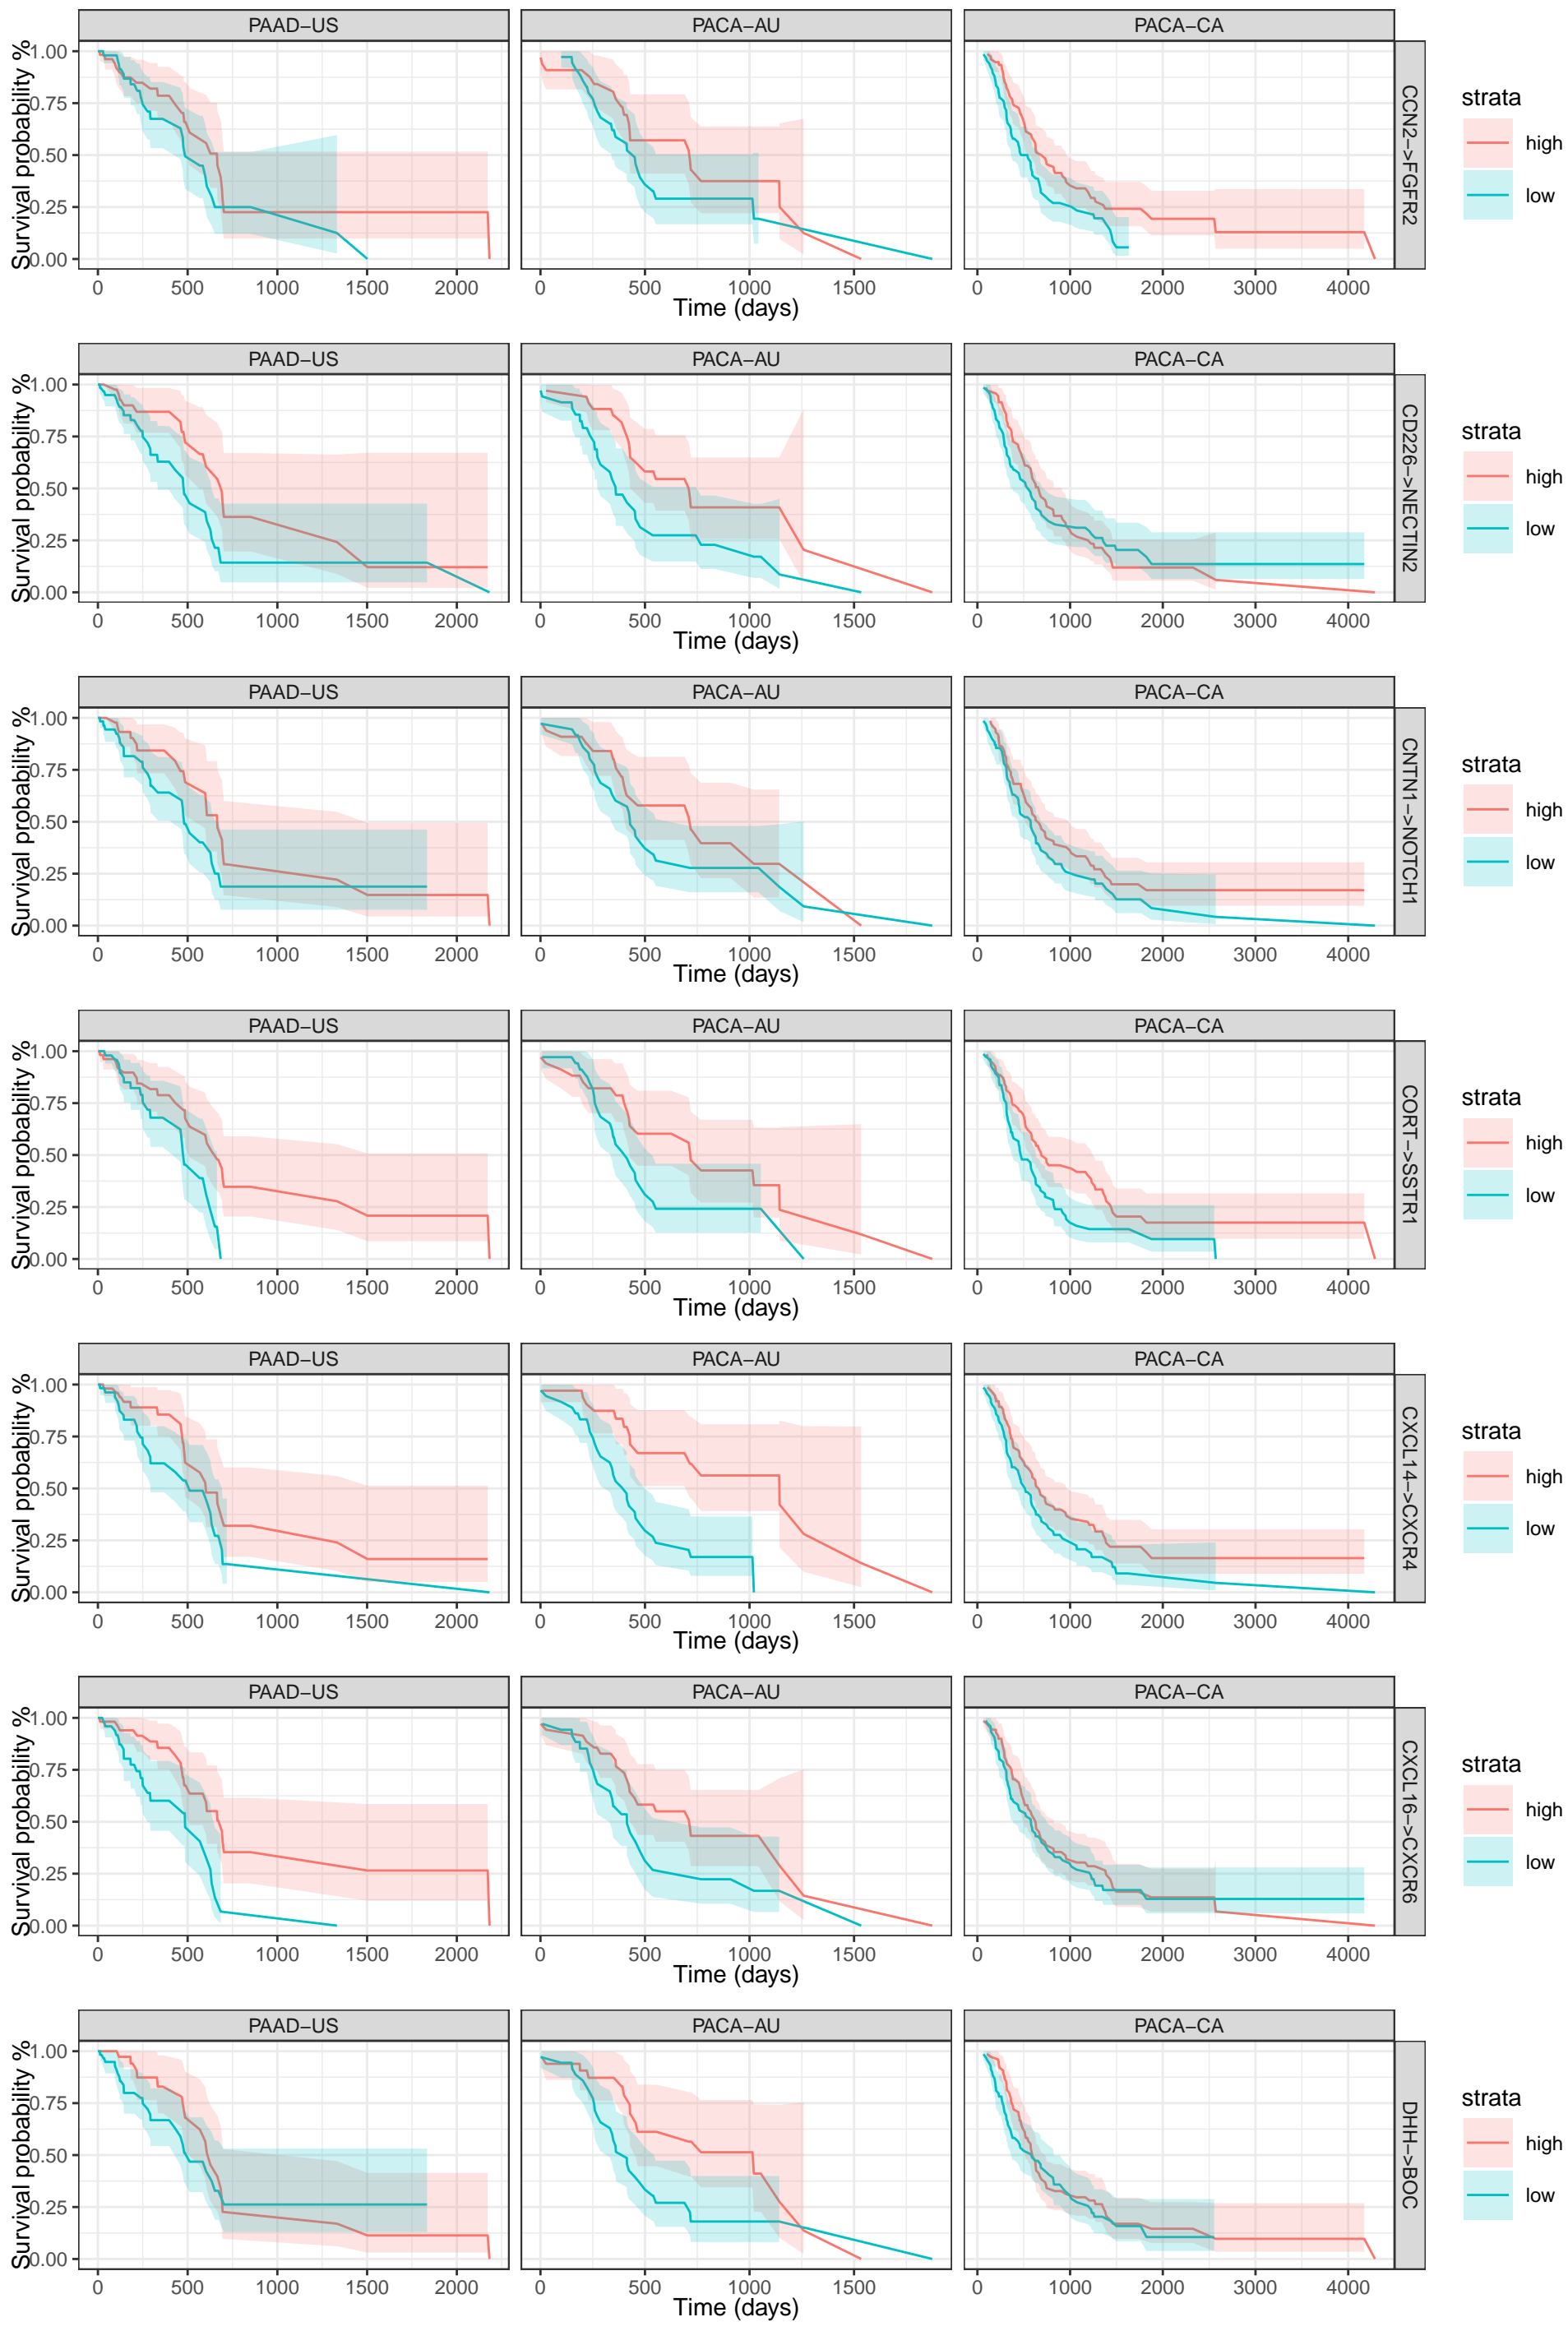 PAAD−US PACA−AU PACA−CA
Survival probability %
1.00
0.75
0.50
0.25
0.00
0 500 1000 1500 2000 0 500 1000 1500 0 1000 2000 3000 4000
Time (days)
CCN2−>FGFR2
strata
high
low
PAAD−US PACA−AU PACA−CA
Survival probability %
1.00
0.75
0.50
0.25
0.00
0 500 1000 1500 2000 0 500 1000 1500 0 1000 2000 3000 4000
Time (days)
CD226−>NECTIN2
strata
high
low
PAAD−US PACA−AU PACA−CA
Survival probability %
1.00
0.75
0.50
0.25
0.00
0 500 1000 1500 2000 0 500 1000 1500 0 1000 2000 3000 4000
Time (days)
CNTN1−>NOTCH1
strata
high
low
PAAD−US PACA−AU PACA−CA
Survival probability %
1.00
0.75
0.50
0.25
0.00
0 500 1000 1500 2000 0 500 1000 1500 0 1000 2000 3000 4000
Time (days)
CORT−>SSTR1
strata
high
low
PAAD−US PACA−AU PACA−CA
Survival probability %
1.00
0.75
0.50
0.25
0.00
0 500 1000 1500 2000 0 500 1000 1500 0 1000 2000 3000 4000
Time (days)
CXCL14−>CXCR4
strata
high
low
PAAD−US PACA−AU PACA−CA
Survival probability %
1.00
0.75
0.50
0.25
0.00
0 500 1000 1500 2000 0 500 1000 1500 0 1000 2000 3000 4000
Time (days)
CXCL16−>CXCR6
strata
high
low
PAAD−US PACA−AU PACA−CA
Survival probability %
1.00
0.75
0.50
0.25
0.00
0 500 1000 1500 2000 0 500 1000 1500 0 1000 2000 3000 4000
Time (days)
DHH−>BOC
strata
high
low